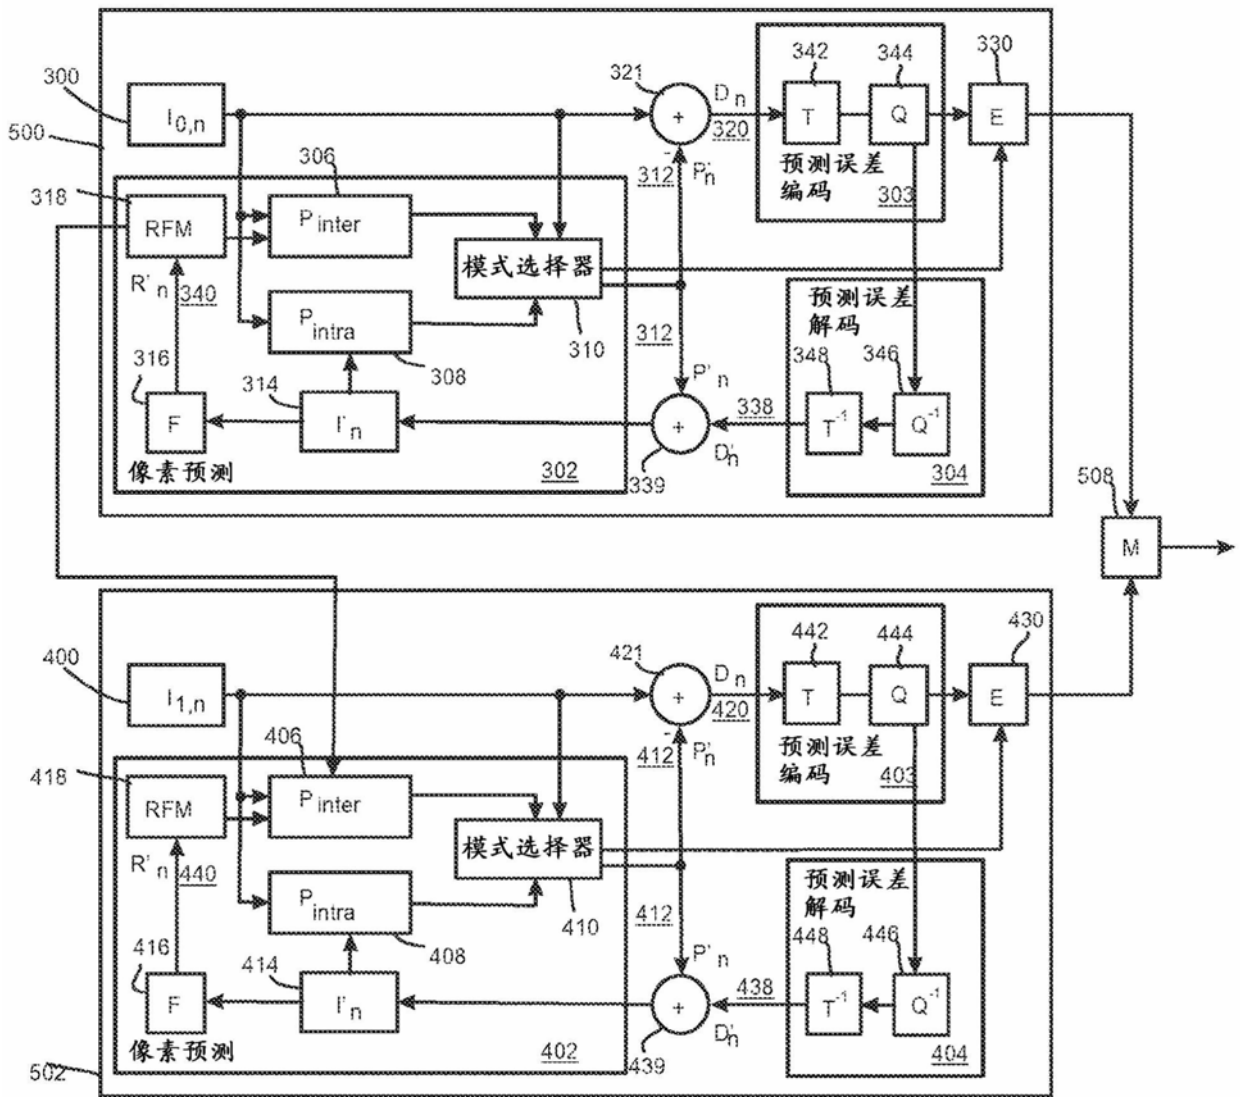 300
I0,n
500
318
RFM
R'n
340
316
F
像素预测
306
Pinter
Pintra
308
314
I'n
302
模式选择器
310
321
+
-
Dn
320
312
P'n
312
P'n
+
339
338
D'n
342
344
T
Q
预测误差
编码
303
330
E
预测误差
解码
348
346
T-1
Q-1
304
508
M
400
I1,n
502
418
RFM
R'n
440
416
F
像素预测
406
Pinter
Pintra
408
414
I'n
402
模式选择器
410
421
+
-
Dn
420
412
P'n
412
P'n
+
439
438
D'n
442
444
T
Q
预测误差
编码
403
430
E
预测误差
解码
448
446
T-1
Q-1
404